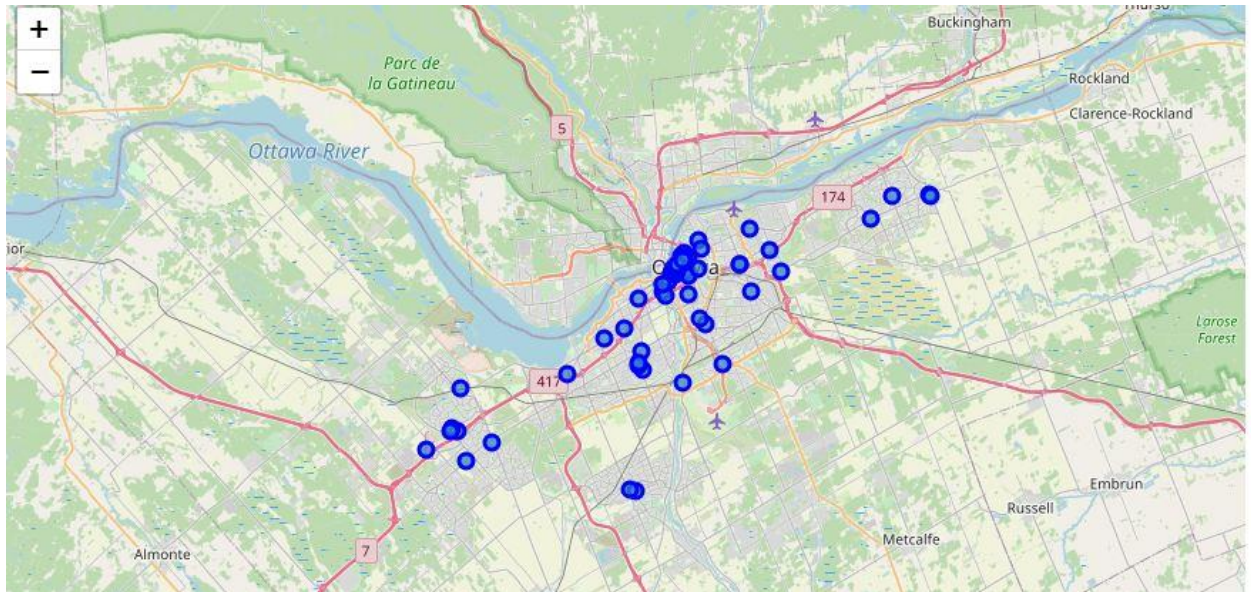 +
−
Buckingham
Parc de
la Gatineau
Rockland
Clarence-Rockland
5
Ottawa River
174
Larose
Forest
417
Embrun
Russell
Metcalfe
Almonte
7